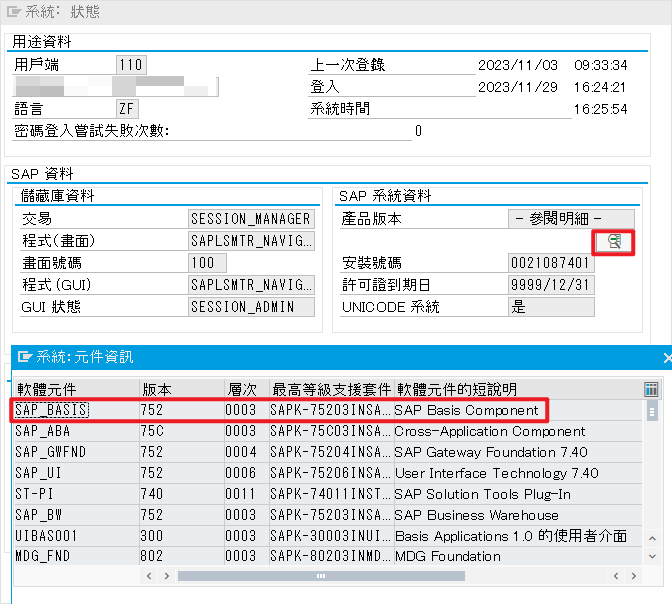 系統: 狀態
用途資料
用戶端 110 上一次登錄 2023/11/03 09:33:34
登入 2023/11/29 16:24:21
語言 ZF 系統時間 16:25:54
密碼登入嘗試失敗次數: 0
SAP 資料
儲藏庫資料 SAP 系統資料
交易 SESSION_MANAGER 產品版本 - 參閱明細 -
程式(畫面) SAPLSMTR_NAVIG...
畫面號碼 100 安裝號碼 0021087401
程式 (GUI) SAPLSMTR_NAVIG... 許可證到期日 9999/12/31
GUI 狀態 SESSION_ADMIN UNICODE 系統 是
系統:元件資訊
軟體元件 版本 層次 最高等級支援套件 軟體元件的短說明
SAP_BASIS 752 0003 SAPK-75203INSA... SAP Basis Component
SAP_ABA 75C 0003 SAPK-75C03INSA... Cross-Application Component
SAP_GWFND 752 0004 SAPK-75204INSA... SAP Gateway Foundation 7.40
SAP_UI 752 0006 SAPK-75206INSA... User Interface Technology 7.40
ST-PI 740 0011 SAPK-74011INST... SAP Solution Tools Plug-In
SAP_BW 752 0003 SAPK-75203INSA... SAP Business Warehouse
UIBAS001 300 0003 SAPK-30003INUI... Basis Applications 1.0 的使用者介面
MDG_FND 802 0003 SAPK-80203INMD... MDG Foundation